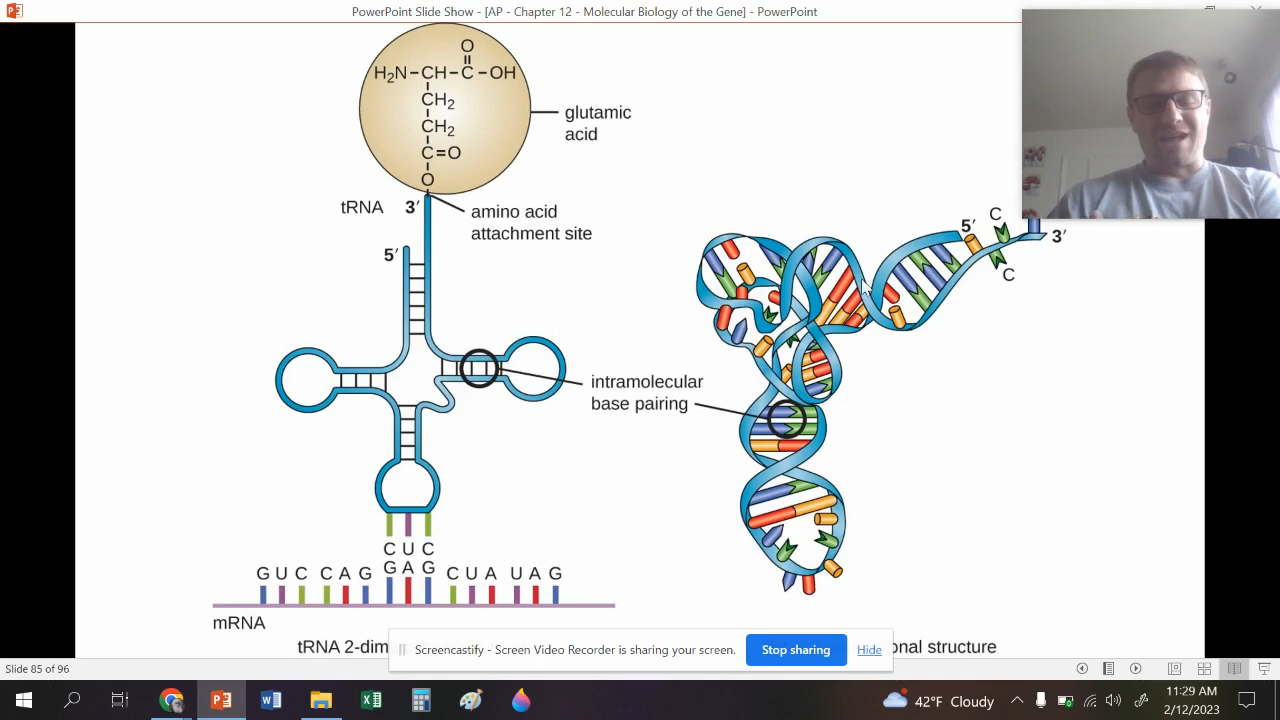 PowerPoint Slide Show - [AP - Chapter 12 - Molecular Biology of the Gene] - PowerPoint
O
H₂N-CH-C-OH
CH₂
CH₂
C=O
O
glutamic
acid
tRNA 3′
amino acid
attachment site
5′
5′
C
3′
C
intramolecular
base pairing
C U C
G U C C A G G A G C U A U A G
mRNA
tRNA
onal structure
Screencastify - Screen Video Recorder is sharing your screen.
Stop sharing
Hide
Slide 85 of 96
42°F Cloudy
11:29 AM
2/12/2023